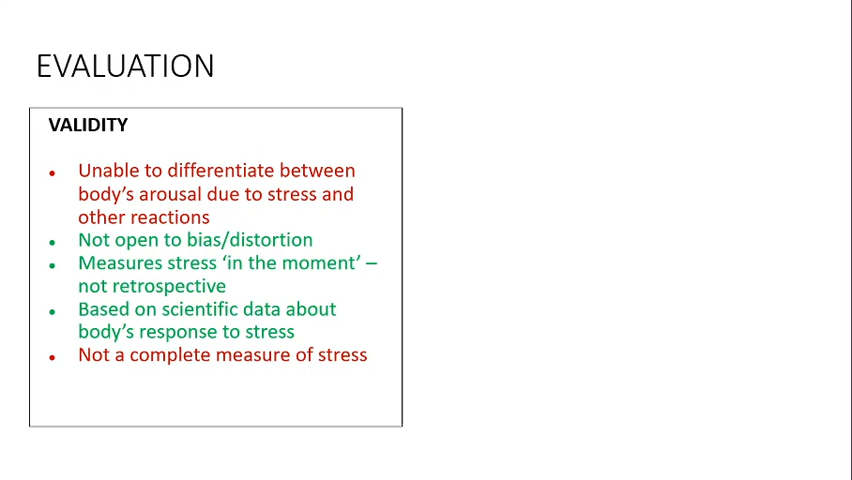 EVALUATION
VALIDITY
• Unable to differentiate between
body's arousal due to stress and
other reactions
• Not open to bias/distortion
• Measures stress ‘in the moment’ –
not retrospective
• Based on scientific data about
body's response to stress
• Not a complete measure of stress